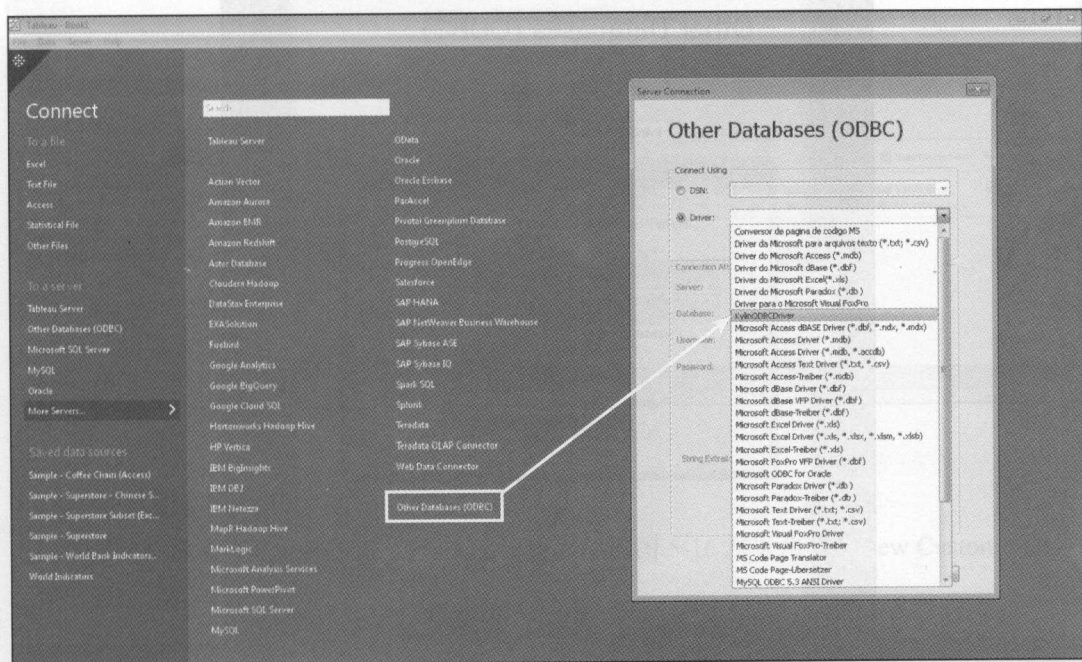 Tableau - Book1
Server Help
Connect
To a file
Excel
Text File
Access
Statistical File
Other Files
To a server
Tableau Server
Other Databases (ODBC)
Microsoft SQL Server
MySQL
Oracle
More Servers...
Saved data sources
Sample - Coffee Chain (Access)
Sample - Superstore - Chinese S...
Sample - Superstore Subset (Exc...
Sample - Superstore
Sample - World Bank Indicators...
World Indicators
Search
Tableau Server
Actian Vector
Amazon Aurora
Amazon EMR
Amazon Redshift
Aster Database
Cloudera Hadoop
DataStax Enterprise
EXASolution
Firebird
Google Analytics
Google BigQuery
Google Cloud SQL
Hortonworks Hadoop Hive
HP Vertica
IBM BigInsights
IBM DB2
IBM Netezza
MapR Hadoop Hive
MarkLogic
Microsoft Analysis Services
Microsoft PowerPivot
Microsoft SQL Server
MySQL
OData
Oracle
Oracle Essbase
ParAccel
Pivotal Greenplum Database
PostgreSQL
Progress OpenEdge
Salesforce
SAP HANA
SAP NetWeaver Business Warehouse
SAP Sybase ASE
SAP Sybase IQ
Spark SQL
Splunk
Teradata
Teradata OLAP Connector
Web Data Connector
Other Databases (ODBC)
Server Connection
Other Databases (ODBC)
Connect Using
DSN:
Driver:
Connection Att
Server:
Database:
Username:
Password:
String Extras:
Conversor de pagina de codigo MS
Driver da Microsoft para arquivos texto (*.txt; *.csv)
Driver do Microsoft Access (*.mdb)
Driver do Microsoft dBase (*.dbf)
Driver do Microsoft Excel(*.xls)
Driver do Microsoft Paradox (*.db )
Driver para o Microsoft Visual FoxPro
KylinODBCDriver
Microsoft Access dBASE Driver (*.dbf, *.ndx, *.mdx)
Microsoft Access Driver (*.mdb)
Microsoft Access Driver (*.mdb, *.accdb)
Microsoft Access Text Driver (*.txt, *.csv)
Microsoft Access-Treiber (*.mdb)
Microsoft dBase Driver (*.dbf)
Microsoft dBase VFP Driver (*.dbf)
Microsoft dBase-Treiber (*.dbf)
Microsoft Excel Driver (*.xls)
Microsoft Excel Driver (*.xls, *.xlsx, *.xlsm, *.xlsb)
Microsoft Excel-Treiber (*.xls)
Microsoft FoxPro VFP Driver (*.dbf)
Microsoft ODBC for Oracle
Microsoft Paradox Driver (*.db )
Microsoft Paradox-Treiber (*.db )
Microsoft Text Driver (*.txt; *.csv)
Microsoft Text-Treiber (*.txt; *.csv)
Microsoft Visual FoxPro Driver
Microsoft Visual FoxPro-Treiber
MS Code Page Translator
MS Code Page-Übersetzer
MySQL ODBC 5.3 ANSI Driver